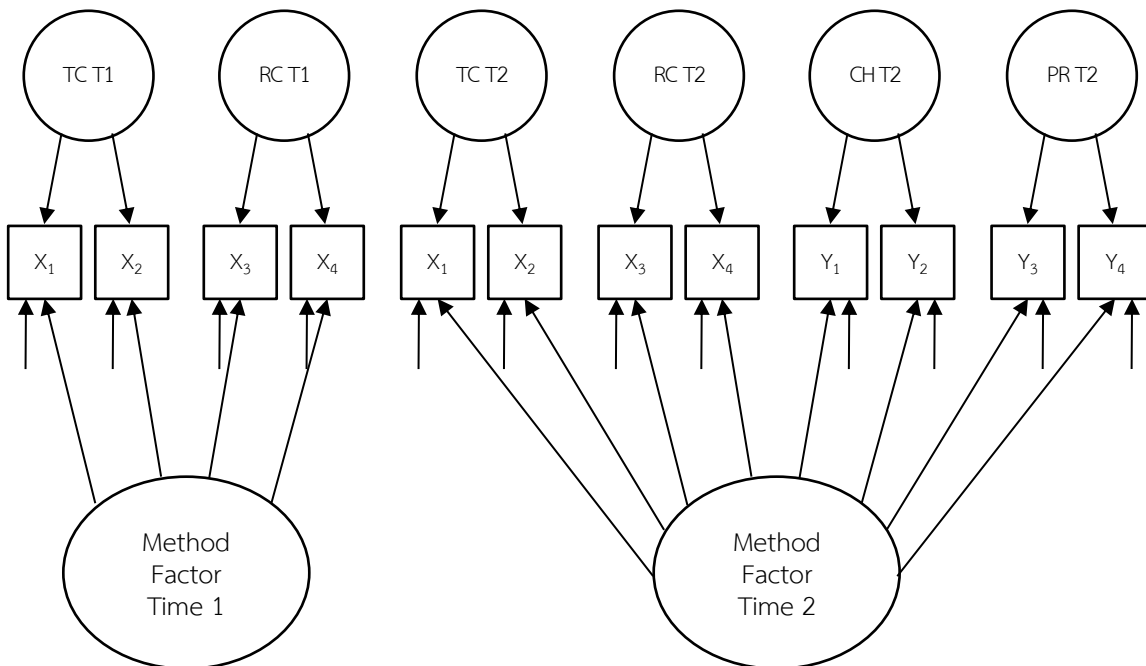 TC T1
RC T1
TC T2
RC T2
CH T2
PR T2
X₁
X₂
X₃
X₄
X₁
X₂
X₃
X₄
Y₁
Y₂
Y₃
Y₄
Method
Factor
Time 1
Method
Factor
Time 2